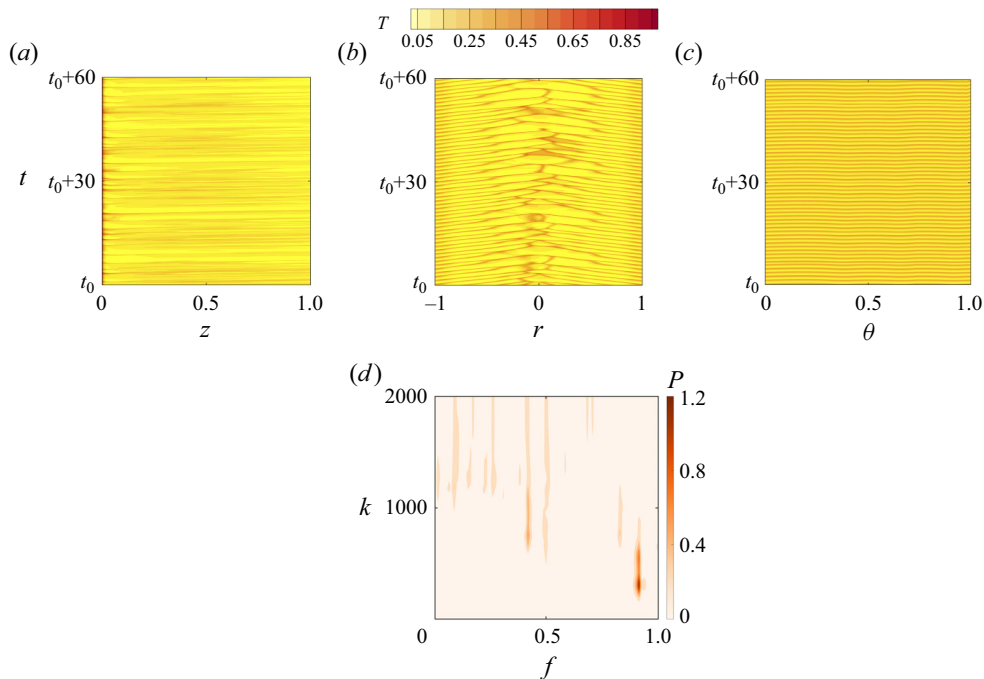 T
0.05 0.25 0.45 0.65 0.85
(a) (b) (c)
t₀+60 t₀+60 t₀+60
t t₀+30 t₀+30 t₀+30
t₀ t₀ t₀
0 0.5 1.0 –1 0 1 0 0.5 1.0
z r θ
(d) P
2000 1.2
0.8
k 1000
0.4
0
0 0.5 1.0
f